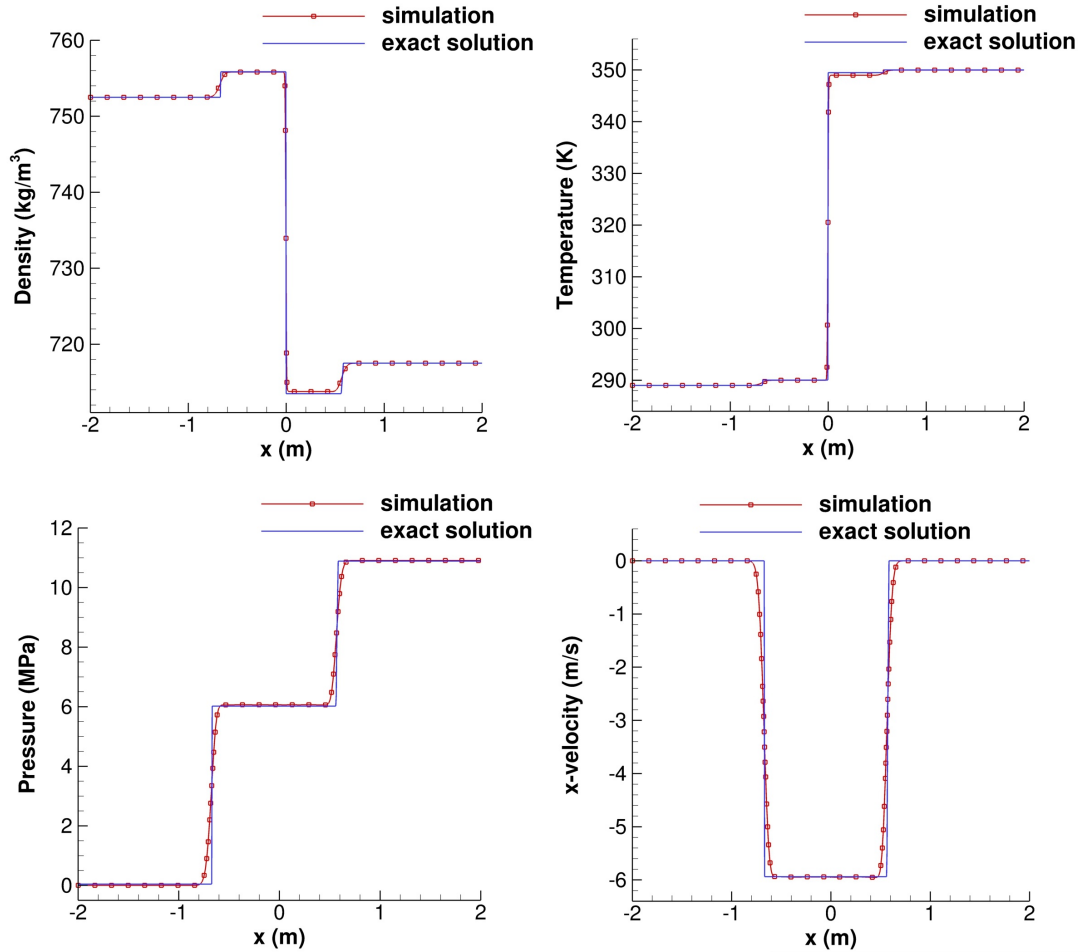 simulation
exact solution
760
750
740
730
720
Density (kg/m³)
-2 -1 0 1 2
x (m)
simulation
exact solution
350
340
330
320
310
300
290
Temperature (K)
-2 -1 0 1 2
x (m)
simulation
exact solution
12
10
8
6
4
2
0
Pressure (MPa)
-2 -1 0 1 2
x (m)
simulation
exact solution
0
-1
-2
-3
-4
-5
-6
x-velocity (m/s)
-2 -1 0 1 2
x (m)